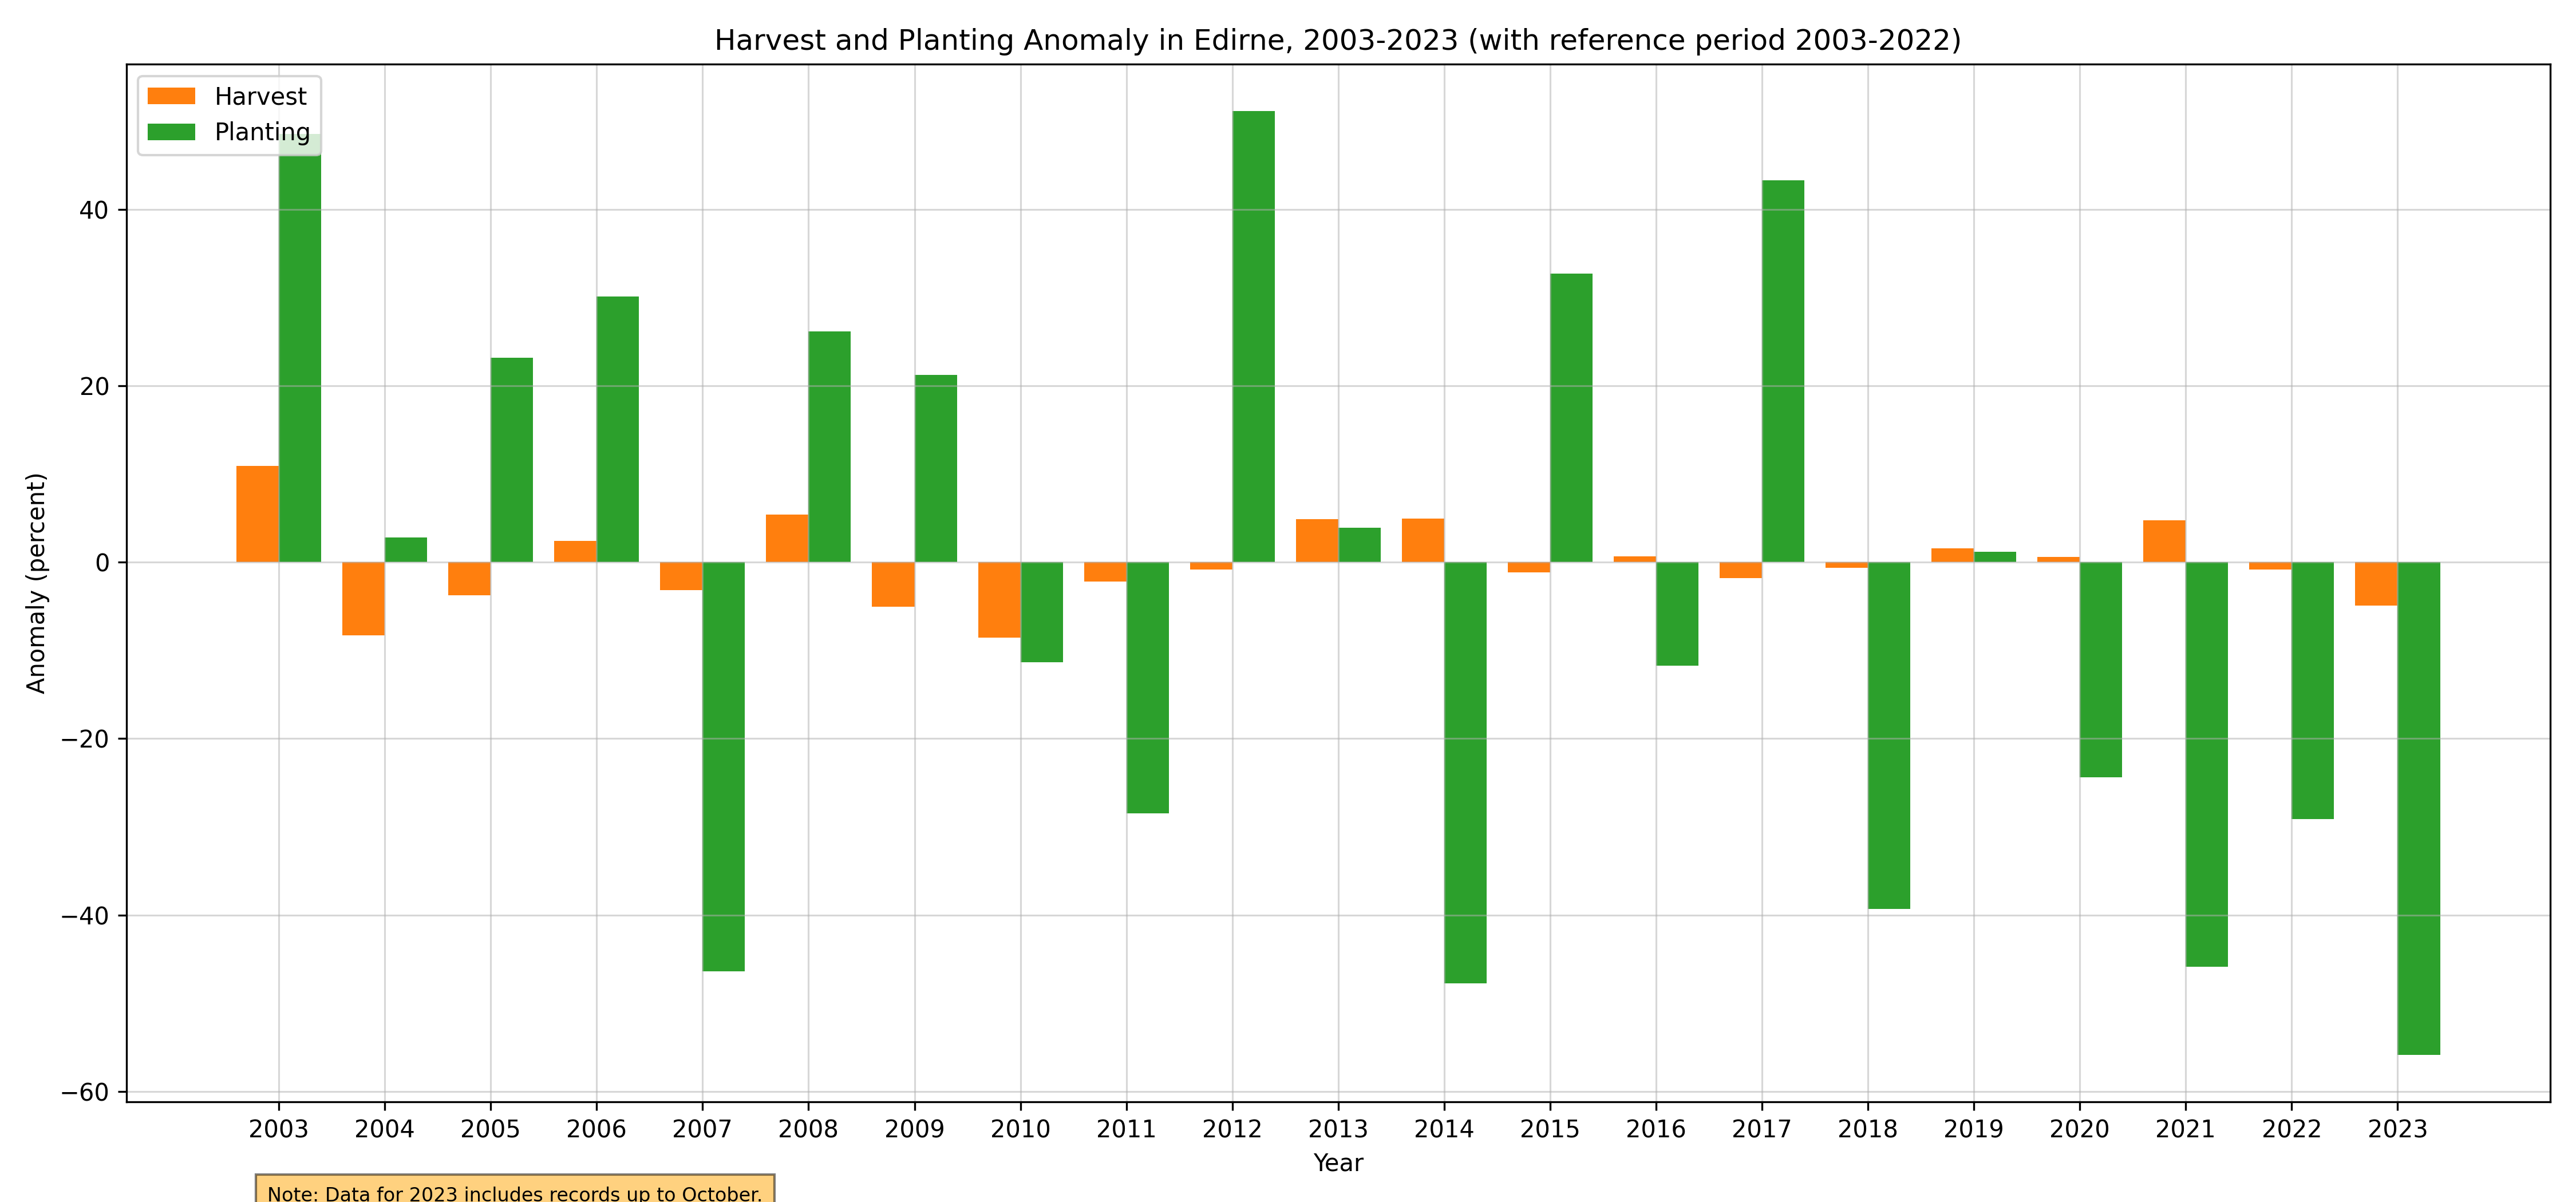 Harvest and Planting Anomaly in Edirne, 2003-2023 (with reference period 2003-2022)
Harvest
Planting
Anomaly (percent)
40
20
0
−20
−40
−60
2003 2004 2005 2006 2007 2008 2009 2010 2011 2012 2013 2014 2015 2016 2017 2018 2019 2020 2021 2022 2023
Year
Note: Data for 2023 includes records up to October.